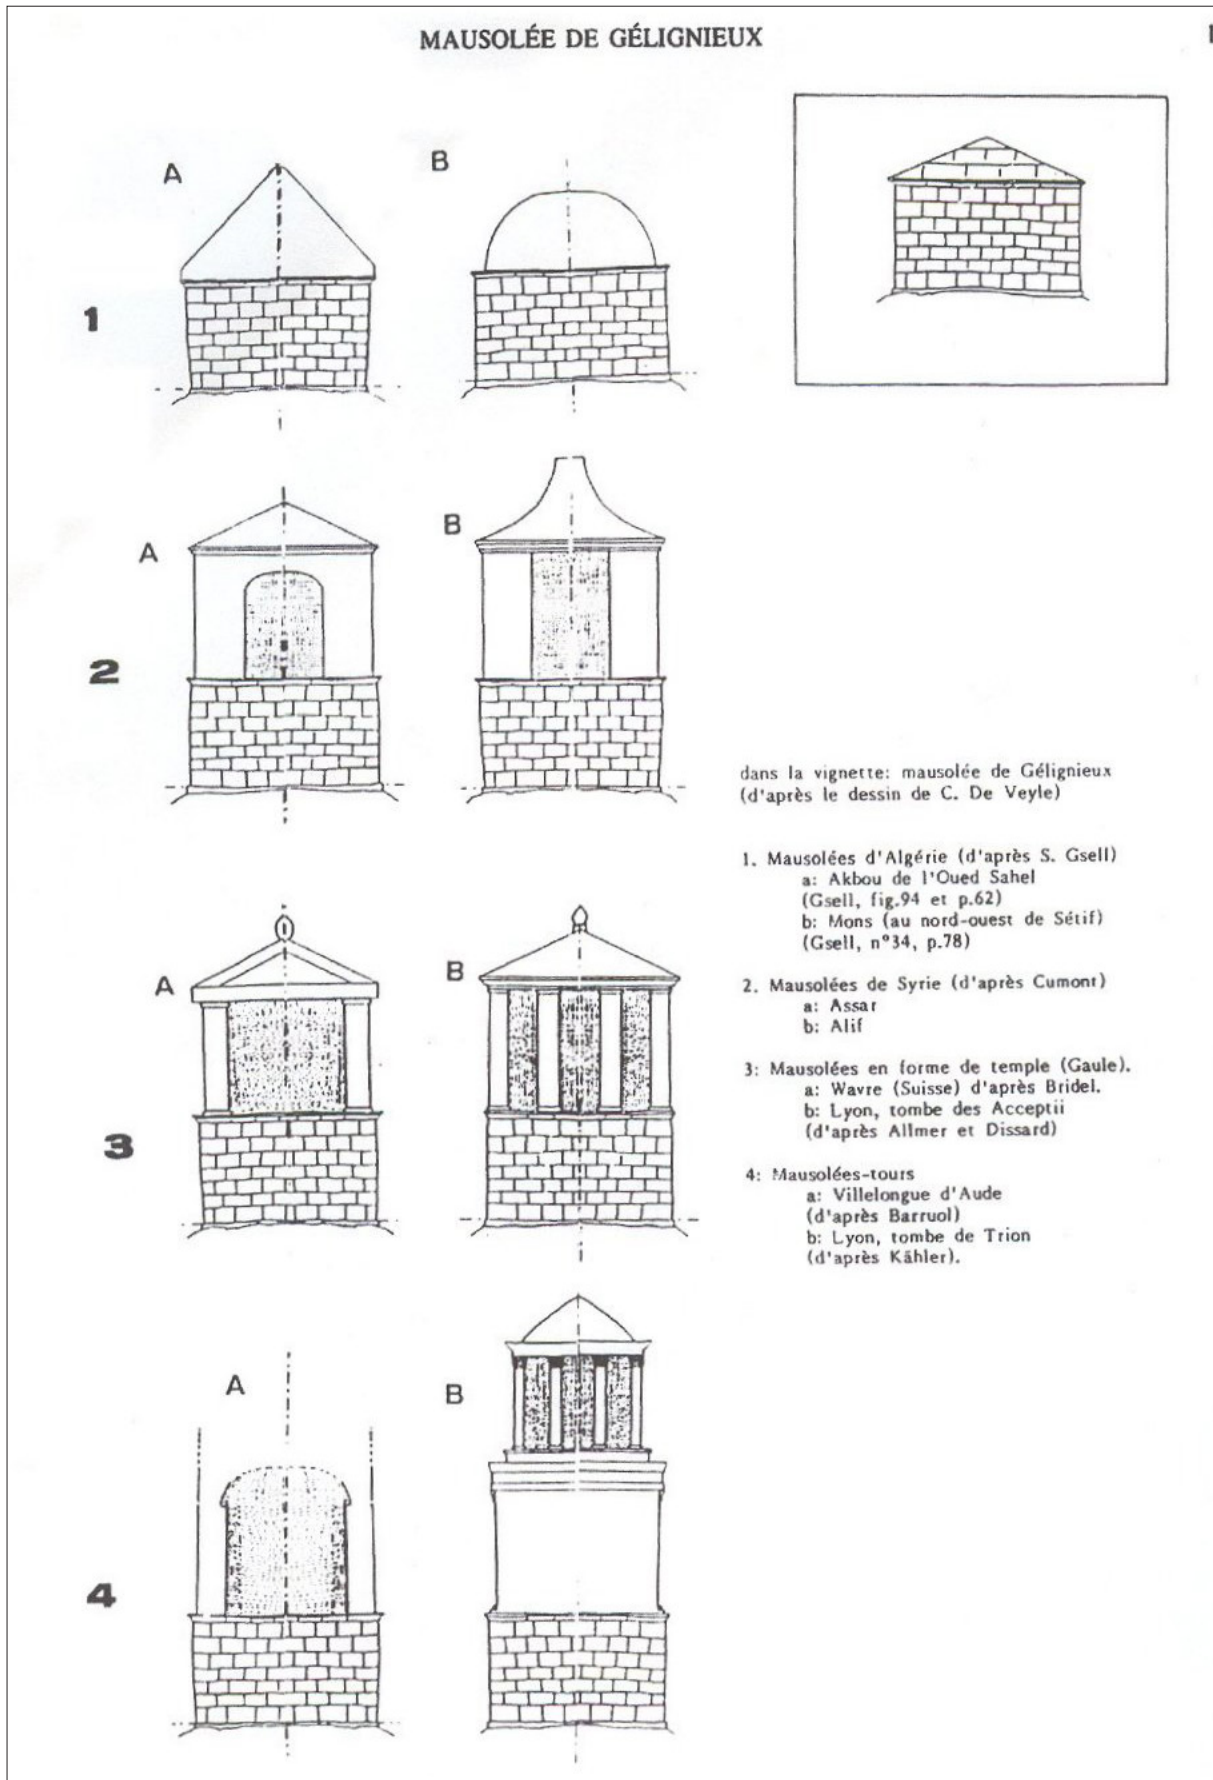 MAUSOLÉE DE GÉLIGNIEUX
A
B
1
A
B
2
dans la vignette: mausolée de Gélignieux
(d'après le dessin de C. De Veyle)
1. Mausolées d'Algérie (d'après S. Gsell)
a: Akbou de l'Oued Sahel
(Gsell, fig.94 et p.62)
b: Mons (au nord-ouest de Sétif)
(Gsell, n°34, p.78)
2. Mausolées de Syrie (d'après Cumont)
a: Assar
b: Alif
3: Mausolées en forme de temple (Gaule).
a: Wavre (Suisse) d'après Bridel.
b: Lyon, tombe des Acceptii
(d'après Allmer et Dissard)
4: Mausolées-tours
a: Villelongue d'Aude
(d'après Barruol)
b: Lyon, tombe de Trion
(d'après Kähler).
A
B
3
A
B
4